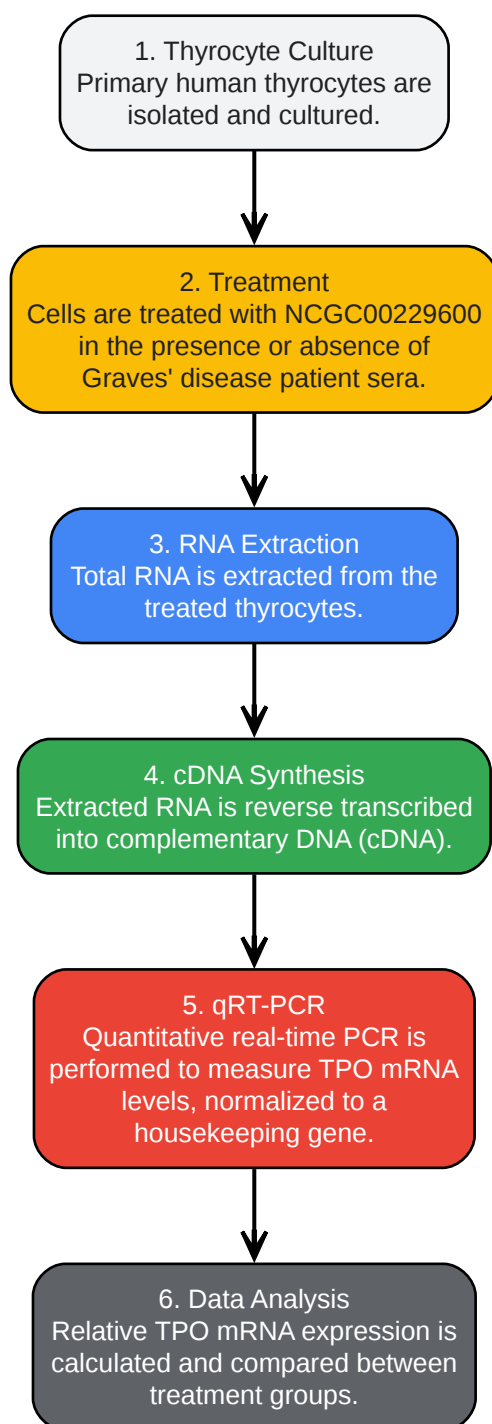 1. Thyrocyte Culture
Primary human thyrocytes are
isolated and cultured.
2. Treatment
Cells are treated with NCGC00229600
in the presence or absence of
Graves' disease patient sera.
3. RNA Extraction
Total RNA is extracted from the
treated thyrocytes.
4. cDNA Synthesis
Extracted RNA is reverse transcribed
into complementary DNA (cDNA).
5. qRT-PCR
Quantitative real-time PCR is
performed to measure TPO mRNA
levels, normalized to a
housekeeping gene.
6. Data Analysis
Relative TPO mRNA expression is
calculated and compared between
treatment groups.